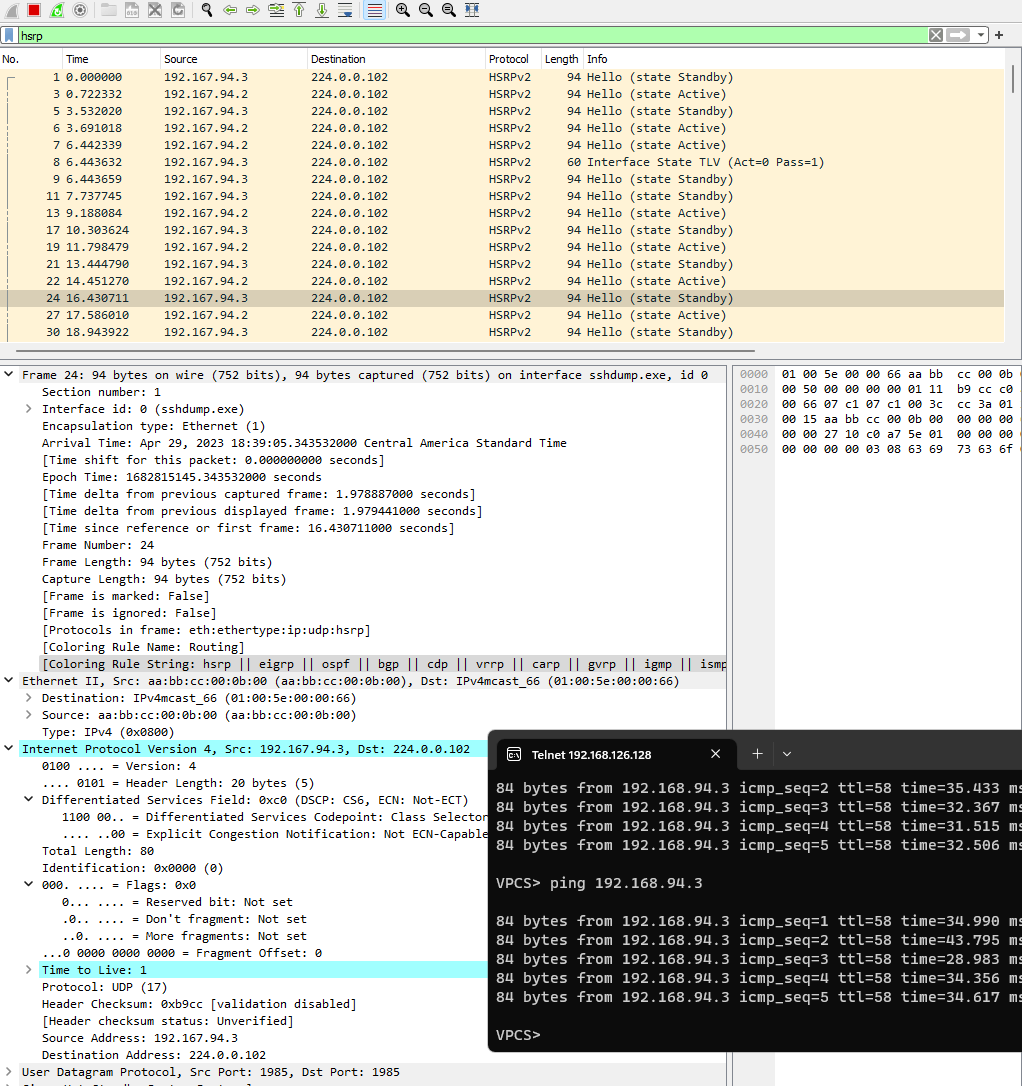 hsrp
No. Time Source Destination Protocol Length Info
1 0.000000 192.167.94.3 224.0.0.102 HSRPv2 94 Hello (state Standby)
3 0.722332 192.167.94.2 224.0.0.102 HSRPv2 94 Hello (state Active)
5 3.532020 192.167.94.3 224.0.0.102 HSRPv2 94 Hello (state Standby)
6 3.691018 192.167.94.2 224.0.0.102 HSRPv2 94 Hello (state Active)
7 6.442339 192.167.94.2 224.0.0.102 HSRPv2 94 Hello (state Active)
8 6.443632 192.167.94.3 224.0.0.102 HSRPv2 60 Interface State TLV (Act=0 Pass=1)
9 6.443659 192.167.94.3 224.0.0.102 HSRPv2 94 Hello (state Standby)
11 7.737745 192.167.94.3 224.0.0.102 HSRPv2 94 Hello (state Standby)
13 9.188084 192.167.94.2 224.0.0.102 HSRPv2 94 Hello (state Active)
17 10.303624 192.167.94.3 224.0.0.102 HSRPv2 94 Hello (state Standby)
19 11.798479 192.167.94.2 224.0.0.102 HSRPv2 94 Hello (state Active)
21 13.444790 192.167.94.3 224.0.0.102 HSRPv2 94 Hello (state Standby)
22 14.451270 192.167.94.2 224.0.0.102 HSRPv2 94 Hello (state Active)
24 16.430711 192.167.94.3 224.0.0.102 HSRPv2 94 Hello (state Standby)
27 17.586010 192.167.94.2 224.0.0.102 HSRPv2 94 Hello (state Active)
30 18.943922 192.167.94.3 224.0.0.102 HSRPv2 94 Hello (state Standby)
Frame 24: 94 bytes on wire (752 bits), 94 bytes captured (752 bits) on interface sshdump.exe, id 0
Section number: 1
Interface id: 0 (sshdump.exe)
Encapsulation type: Ethernet (1)
Arrival Time: Apr 29, 2023 18:39:05.343532000 Central America Standard Time
[Time shift for this packet: 0.000000000 seconds]
Epoch Time: 1682815145.343532000 seconds
[Time delta from previous captured frame: 1.978887000 seconds]
[Time delta from previous displayed frame: 1.979441000 seconds]
[Time since reference or first frame: 16.430711000 seconds]
Frame Number: 24
Frame Length: 94 bytes (752 bits)
Capture Length: 94 bytes (752 bits)
[Frame is marked: False]
[Frame is ignored: False]
[Protocols in frame: eth:ethertype:ip:udp:hsrp]
[Coloring Rule Name: Routing]
[Coloring Rule String: hsrp || eigrp || ospf || bgp || cdp || vrrp || carp || gvrp || igmp || ismp
Ethernet II, Src: aa:bb:cc:00:0b:00 (aa:bb:cc:00:0b:00), Dst: IPv4mcast_66 (01:00:5e:00:00:66)
Destination: IPv4mcast_66 (01:00:5e:00:00:66)
Source: aa:bb:cc:00:0b:00 (aa:bb:cc:00:0b:00)
Type: IPv4 (0x0800)
Internet Protocol Version 4, Src: 192.167.94.3, Dst: 224.0.0.102
0100 .... = Version: 4
.... 0101 = Header Length: 20 bytes (5)
Differentiated Services Field: 0xc0 (DSCP: CS6, ECN: Not-ECT)
1100 00.. = Differentiated Services Codepoint: Class Selector
.... ..00 = Explicit Congestion Notification: Not ECN-Capable
Total Length: 80
Identification: 0x0000 (0)
000. .... = Flags: 0x0
0... .... = Reserved bit: Not set
.0.. .... = Don't fragment: Not set
..0. .... = More fragments: Not set
...0 0000 0000 0000 = Fragment Offset: 0
Time to Live: 1
Protocol: UDP (17)
Header Checksum: 0xb9cc [validation disabled]
[Header checksum status: Unverified]
Source Address: 192.167.94.3
Destination Address: 224.0.0.102
User Datagram Protocol, Src Port: 1985, Dst Port: 1985
0000 01 00 5e 00 00 66 aa bb cc 00 0b
0010 00 50 00 00 00 00 01 11 b9 cc c0
0020 00 66 07 c1 07 c1 00 3c cc 3a 01
0030 00 15 aa bb cc 00 0b 00 00 00 00
0040 00 00 27 10 c0 a7 5e 01 00 00 00
0050 00 00 00 00 03 08 63 69 73 63 6f
Telnet 192.168.126.128
84 bytes from 192.168.94.3 icmp_seq=2 ttl=58 time=35.433 ms
84 bytes from 192.168.94.3 icmp_seq=3 ttl=58 time=32.367 ms
84 bytes from 192.168.94.3 icmp_seq=4 ttl=58 time=31.515 ms
84 bytes from 192.168.94.3 icmp_seq=5 ttl=58 time=32.506 ms
VPCS> ping 192.168.94.3
84 bytes from 192.168.94.3 icmp_seq=1 ttl=58 time=34.990 ms
84 bytes from 192.168.94.3 icmp_seq=2 ttl=58 time=43.795 ms
84 bytes from 192.168.94.3 icmp_seq=3 ttl=58 time=28.983 ms
84 bytes from 192.168.94.3 icmp_seq=4 ttl=58 time=34.356 ms
84 bytes from 192.168.94.3 icmp_seq=5 ttl=58 time=34.617 ms
VPCS>